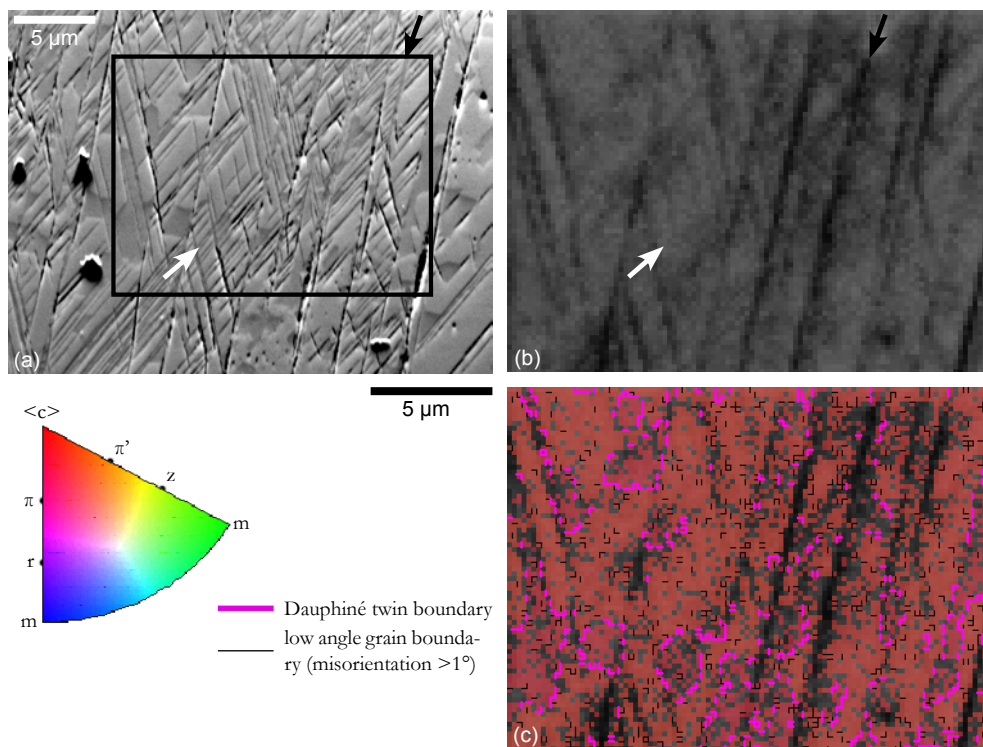 5 µm
(a)
(b)
<c>
π’
z
m
π
r
m
5 µm
Dauphiné twin boundary
low angle grain bounda-
ry (misorientation >1°)
(c)